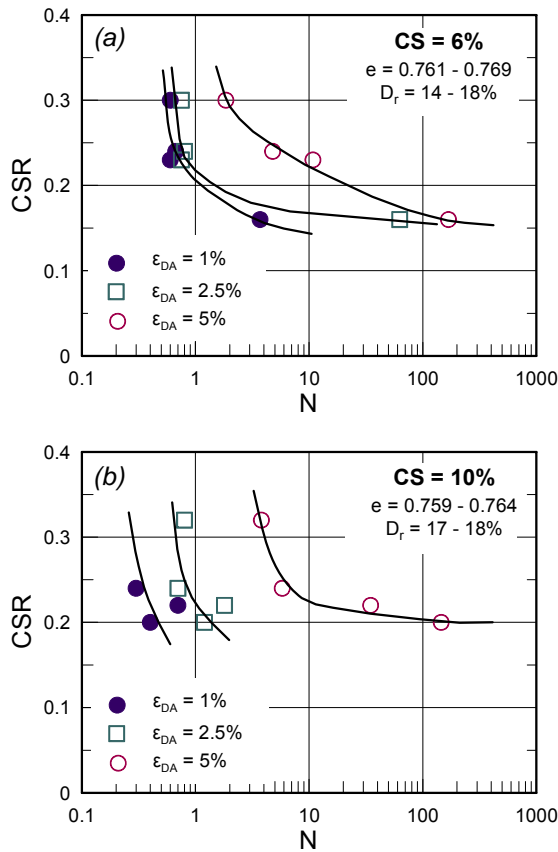 (a)
CS = 6%
e = 0.761 - 0.769
Dr = 14 - 18%
0.4
0.3
0.2
0.1
0
CSR
εDA = 1%
εDA = 2.5%
εDA = 5%
0.1 1 10 100 1000
N
(b)
CS = 10%
e = 0.759 - 0.764
Dr = 17 - 18%
0.4
0.3
0.2
0.1
0
CSR
εDA = 1%
εDA = 2.5%
εDA = 5%
0.1 1 10 100 1000
N